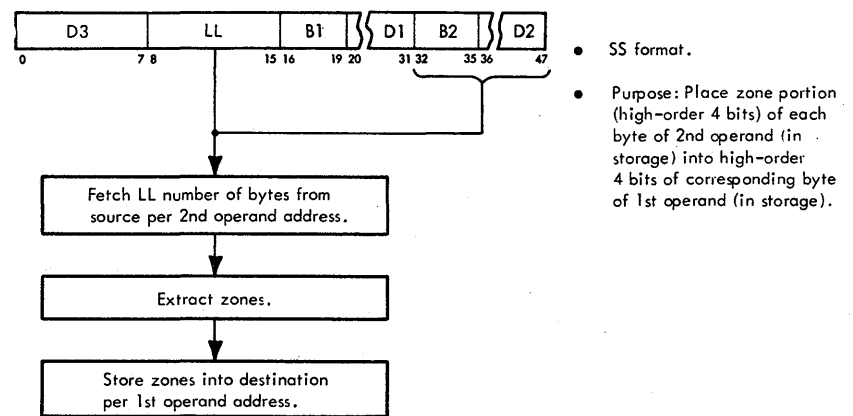 D3 LL B1 D1 B2 D2
0 7 8 15 16 19 20 31 32 35 36 47
• SS format.
• Purpose: Place zone portion
(high-order 4 bits) of each
byte of 2nd operand (in
storage) into high-order
4 bits of corresponding byte
of 1st operand (in storage).
Fetch LL number of bytes from
source per 2nd operand address.
Extract zones.
Store zones into destination
per 1st operand address.